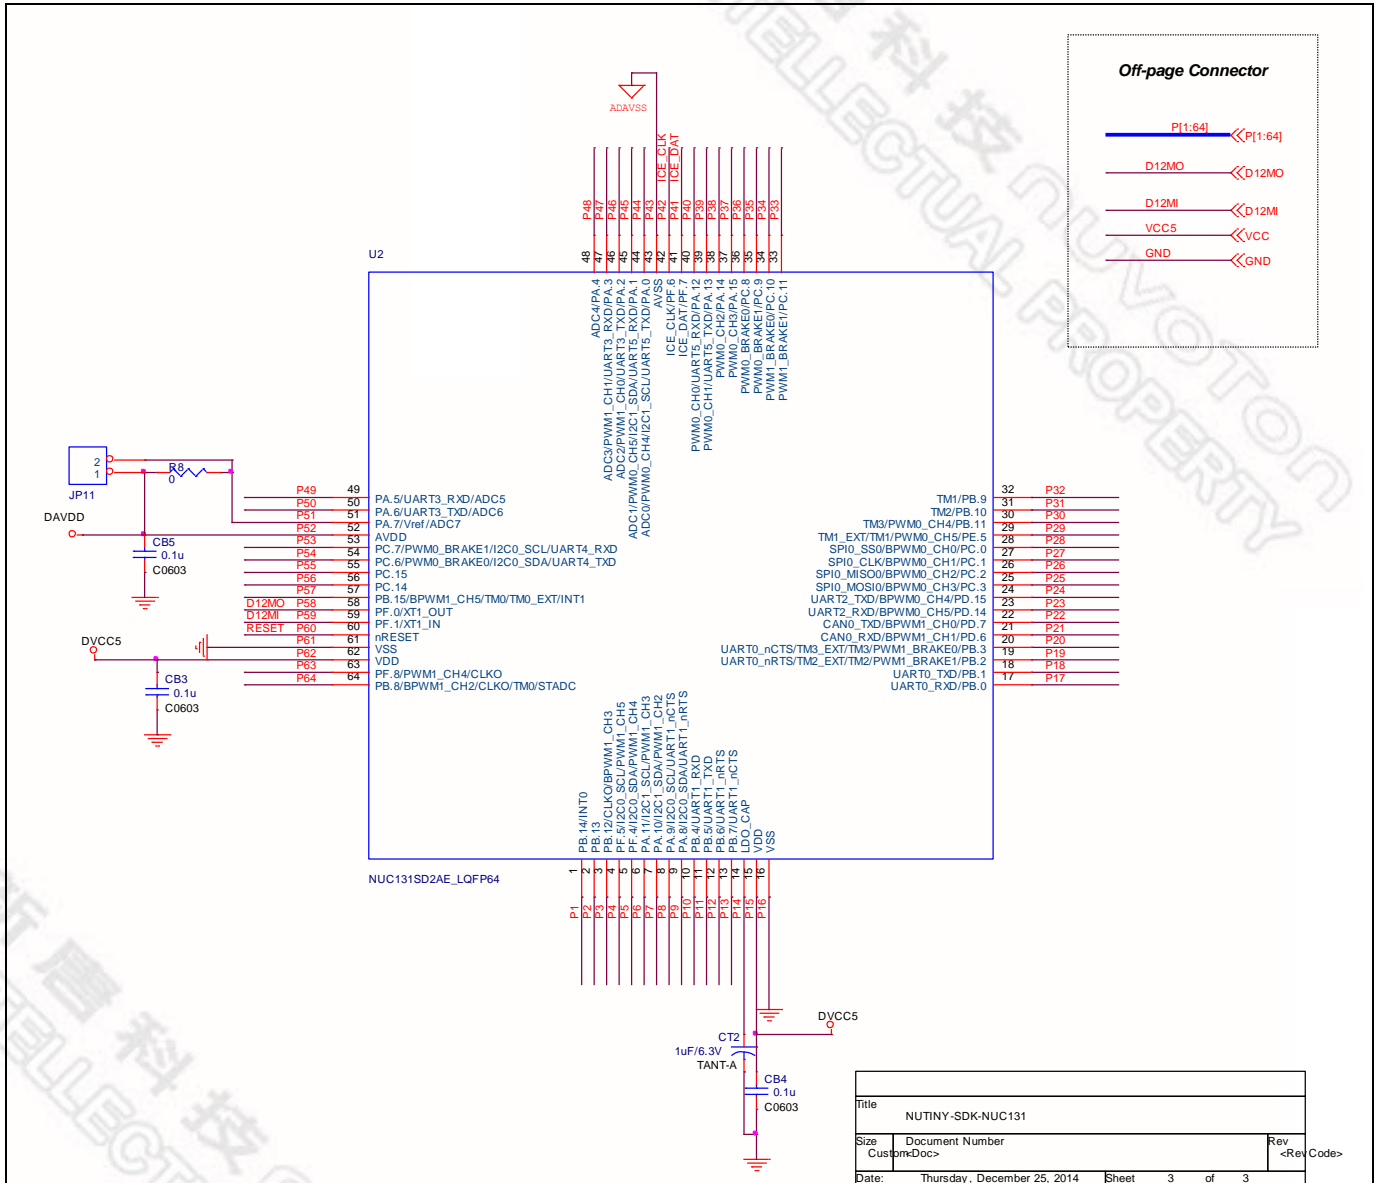 Off-page Connector
P[1:64]
P[1:64]
D12MO
D12MO
D12MI
D12MI
VCC5
VCC
GND
GND
ADAVSS
ICE_CLK
ICE_DAT
P48
P47
P46
P45
P44
P43
P42
P41
P40
P39
P38
P37
P36
P35
P34
P33
U2
48
47
46
45
44
43
42
41
40
39
38
37
36
35
34
33
ADC4/PA.4
ADC3/PWM1_CH1/UART3_RXD/PA.3
ADC2/PWM1_CH0/UART3_TXD/PA.2
ADC1/PWM0_CH5/I2C1_SDA/UART5_RXD/PA.1
ADC0/PWM0_CH4/I2C1_SCL/UART5_TXD/PA.0
AVSS
ICE_CLK/PF.6
ICE_DAT/PF.7
PWM0_CH0/UART5_RXD/PA.12
PWM0_CH1/UART5_TXD/PA.13
PWM0_CH2/PA.14
PWM0_CH3/PA.15
PWM0_BRAKE0/PC.8
PWM0_BRAKE1/PC.9
PWM1_BRAKE0/PC.10
PWM1_BRAKE1/PC.11
2
1
JP11
R8
0
DAVDD
CB5
0.1u
C0603
DVCC5
CB3
0.1u
C0603
P49 49 PA.5/UART3_RXD/ADC5
P50 50 PA.6/UART3_TXD/ADC6
P51 51 PA.7/Vref/ADC7
P52 52 AVDD
P53 53 PC.7/PWM0_BRAKE1/I2C0_SCL/UART4_RXD
P54 54 PC.6/PWM0_BRAKE0/I2C0_SDA/UART4_TXD
P55 55 PC.15
P56 56 PC.14
P57 57 PB.15/BPWM1_CH5/TM0/TM0_EXT/INT1
D12MO P58 58 PF.0/XT1_OUT
D12MI P59 59 PF.1/XT1_IN
RESET P60 60 nRESET
P61 61 VSS
P62 62 VDD
P63 63 PF.8/PWM1_CH4/CLKO
P64 64 PB.8/BPWM1_CH2/CLKO/TM0/STADC
TM1/PB.9 32 P32
TM2/PB.10 31 P31
TM3/PWM0_CH4/PB.11 30 P30
TM1_EXT/TM1/PWM0_CH5/PE.5 29 P29
SPI0_SS0/BPWM0_CH0/PC.0 28 P28
SPI0_CLK/BPWM0_CH1/PC.1 27 P27
SPI0_MISO0/BPWM0_CH2/PC.2 26 P26
SPI0_MOSI0/BPWM0_CH3/PC.3 25 P25
UART2_TXD/BPWM0_CH4/PD.15 24 P24
UART2_RXD/BPWM0_CH5/PD.14 23 P23
CAN0_TXD/BPWM1_CH0/PD.7 22 P22
CAN0_RXD/BPWM1_CH1/PD.6 21 P21
UART0_nCTS/TM3_EXT/TM3/PWM1_BRAKE0/PB.3 20 P20
UART0_nRTS/TM2_EXT/TM2/PWM1_BRAKE1/PB.2 19 P19
UART0_TXD/PB.1 18 P18
UART0_RXD/PB.0 17 P17
PB.14/INT0
PB.13
PB.12/CLKO/BPWM1_CH3
PF.5/I2C0_SCL/PWM1_CH5
PF.4/I2C0_SDA/PWM1_CH4
PA.11/I2C1_SCL/PWM1_CH3
PA.10/I2C1_SDA/PWM1_CH2
PA.9/I2C0_SCL/UART1_nCTS
PA.8/I2C0_SDA/UART1_nRTS
PB.4/UART1_RXD
PB.5/UART1_TXD
PB.6/UART1_nRTS
PB.7/UART1_nCTS
LDO_CAP
VDD
VSS
1
2
3
4
5
6
7
8
9
10
11
12
13
14
15
16
NUC131SD2AE_LQFP64
P1
P2
P3
P4
P5
P6
P7
P8
P9
P10
P11
P12
P13
P14
P15
P16
DVCC5
CT2
1uF/6.3V
TANT-A
CB4
0.1u
C0603
Title
NUTINY-SDK-NUC131
Size
Document Number
Rev
Custom
<Doc>
<RevCode>
Date:
Thursday, December 25, 2014
Sheet
3
of
3
科技 nuvoTon
TELLECTUAL PROPERTY
新唐科技
TELLECT